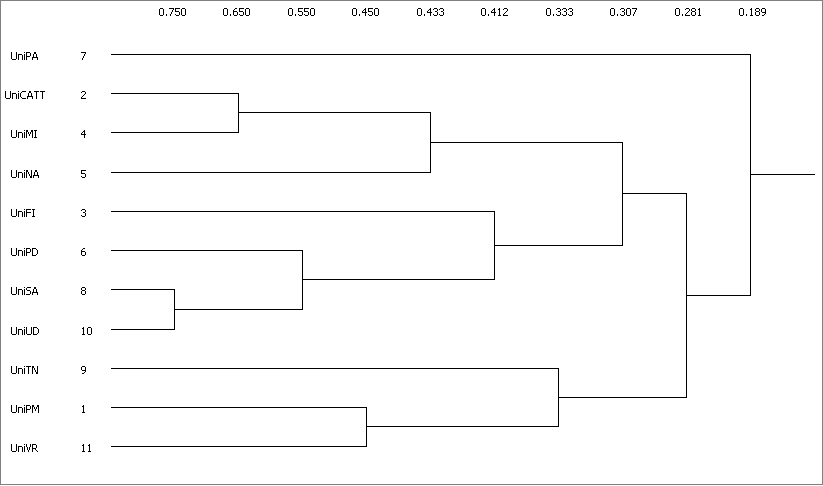 0.750 0.650 0.550 0.450 0.433 0.412 0.333 0.307 0.281 0.189
UniPA 7
UniCATT 2
UniMI 4
UniNA 5
UniFI 3
UniPD 6
UniSA 8
UniUD 10
UniTN 9
UniPM 1
UniVR 11